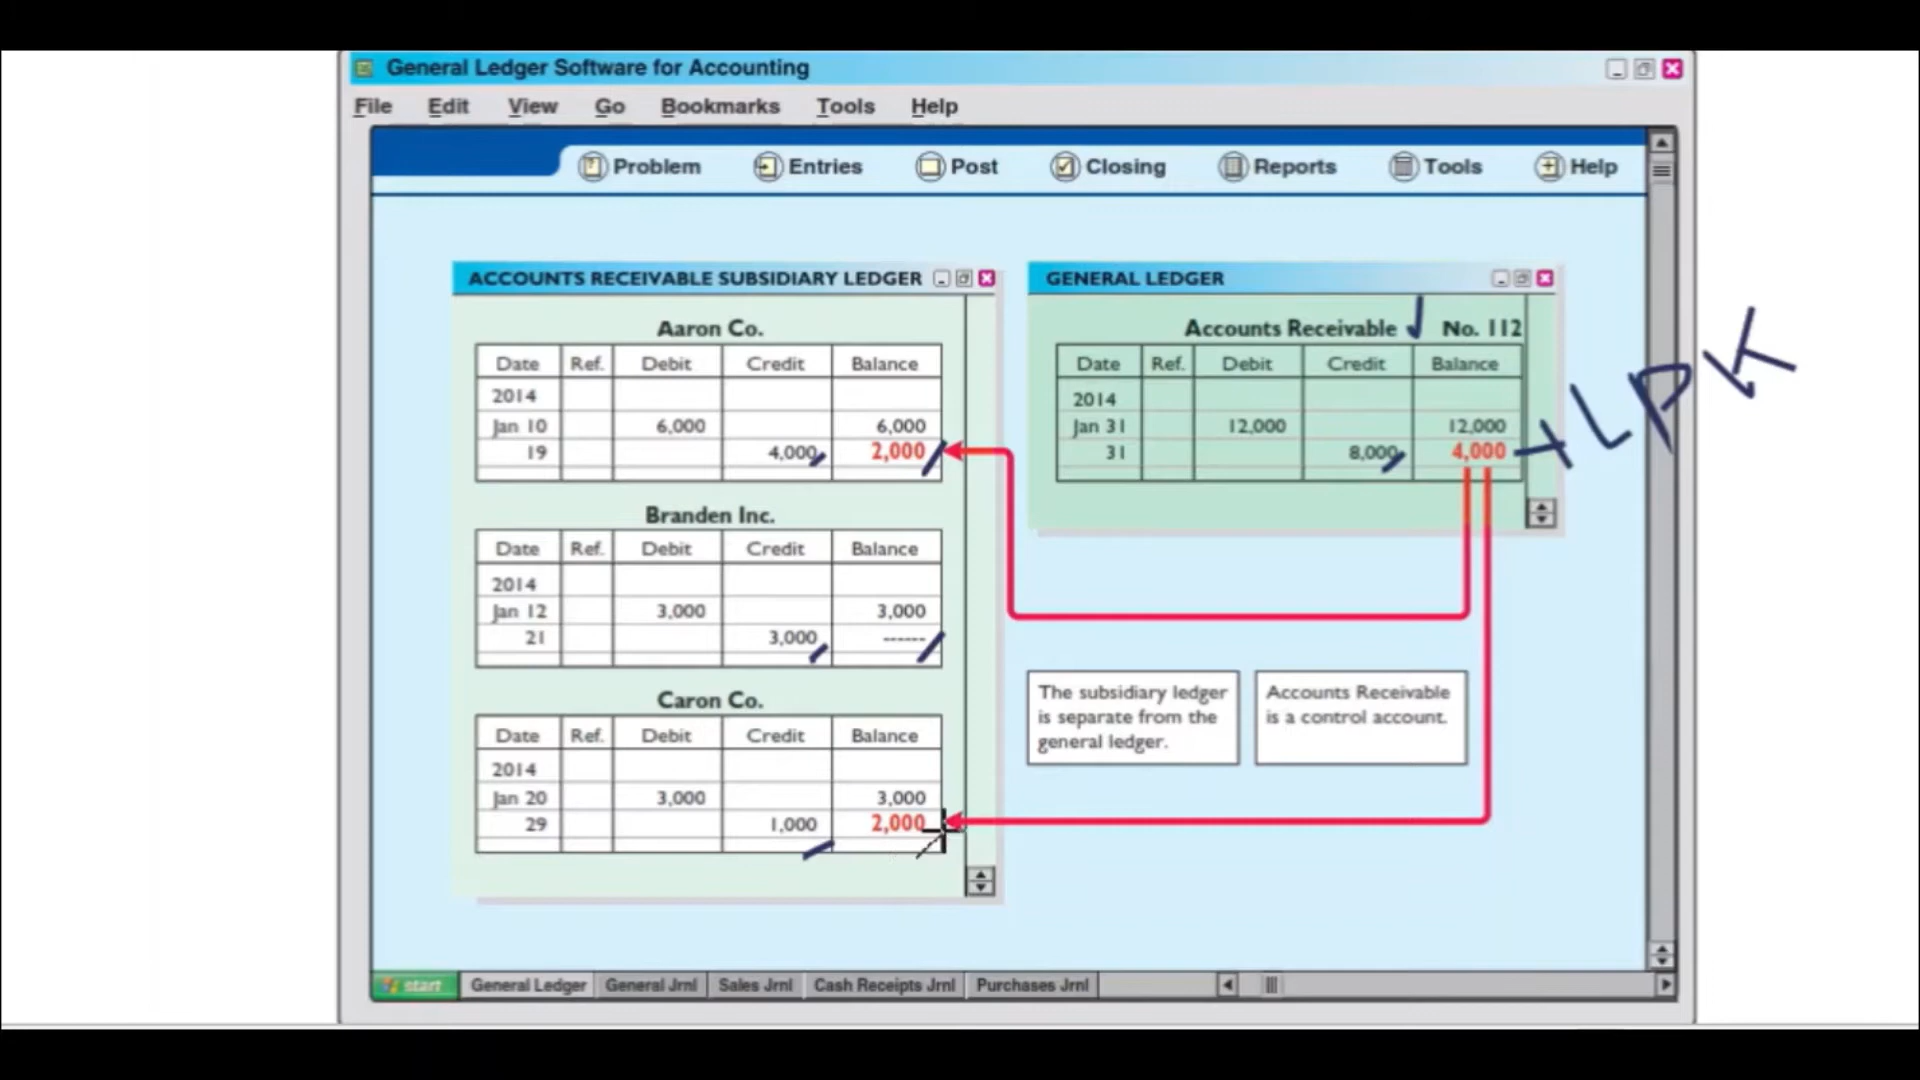 General Ledger Software for Accounting
File Edit View Go Bookmarks Tools Help
Problem Entries Post Closing Reports Tools Help
ACCOUNTS RECEIVABLE SUBSIDIARY LEDGER
Aaron Co.
Date Ref. Debit Credit Balance
2014
Jan 10 6,000 6,000
19 4,000 2,000
Branden Inc.
Date Ref. Debit Credit Balance
2014
Jan 12 3,000 3,000
21 3,000 ------
Caron Co.
Date Ref. Debit Credit Balance
2014
Jan 20 3,000 3,000
29 1,000 2,000
GENERAL LEDGER
Accounts Receivable No. 112
Date Ref. Debit Credit Balance
2014
Jan 31 12,000 12,000
31 8,000 4,000
LPK
The subsidiary ledger
is separate from the
general ledger.
Accounts Receivable
is a control account.
start General Ledger General Jrnl Sales Jrnl Cash Receipts Jrnl Purchases Jrnl